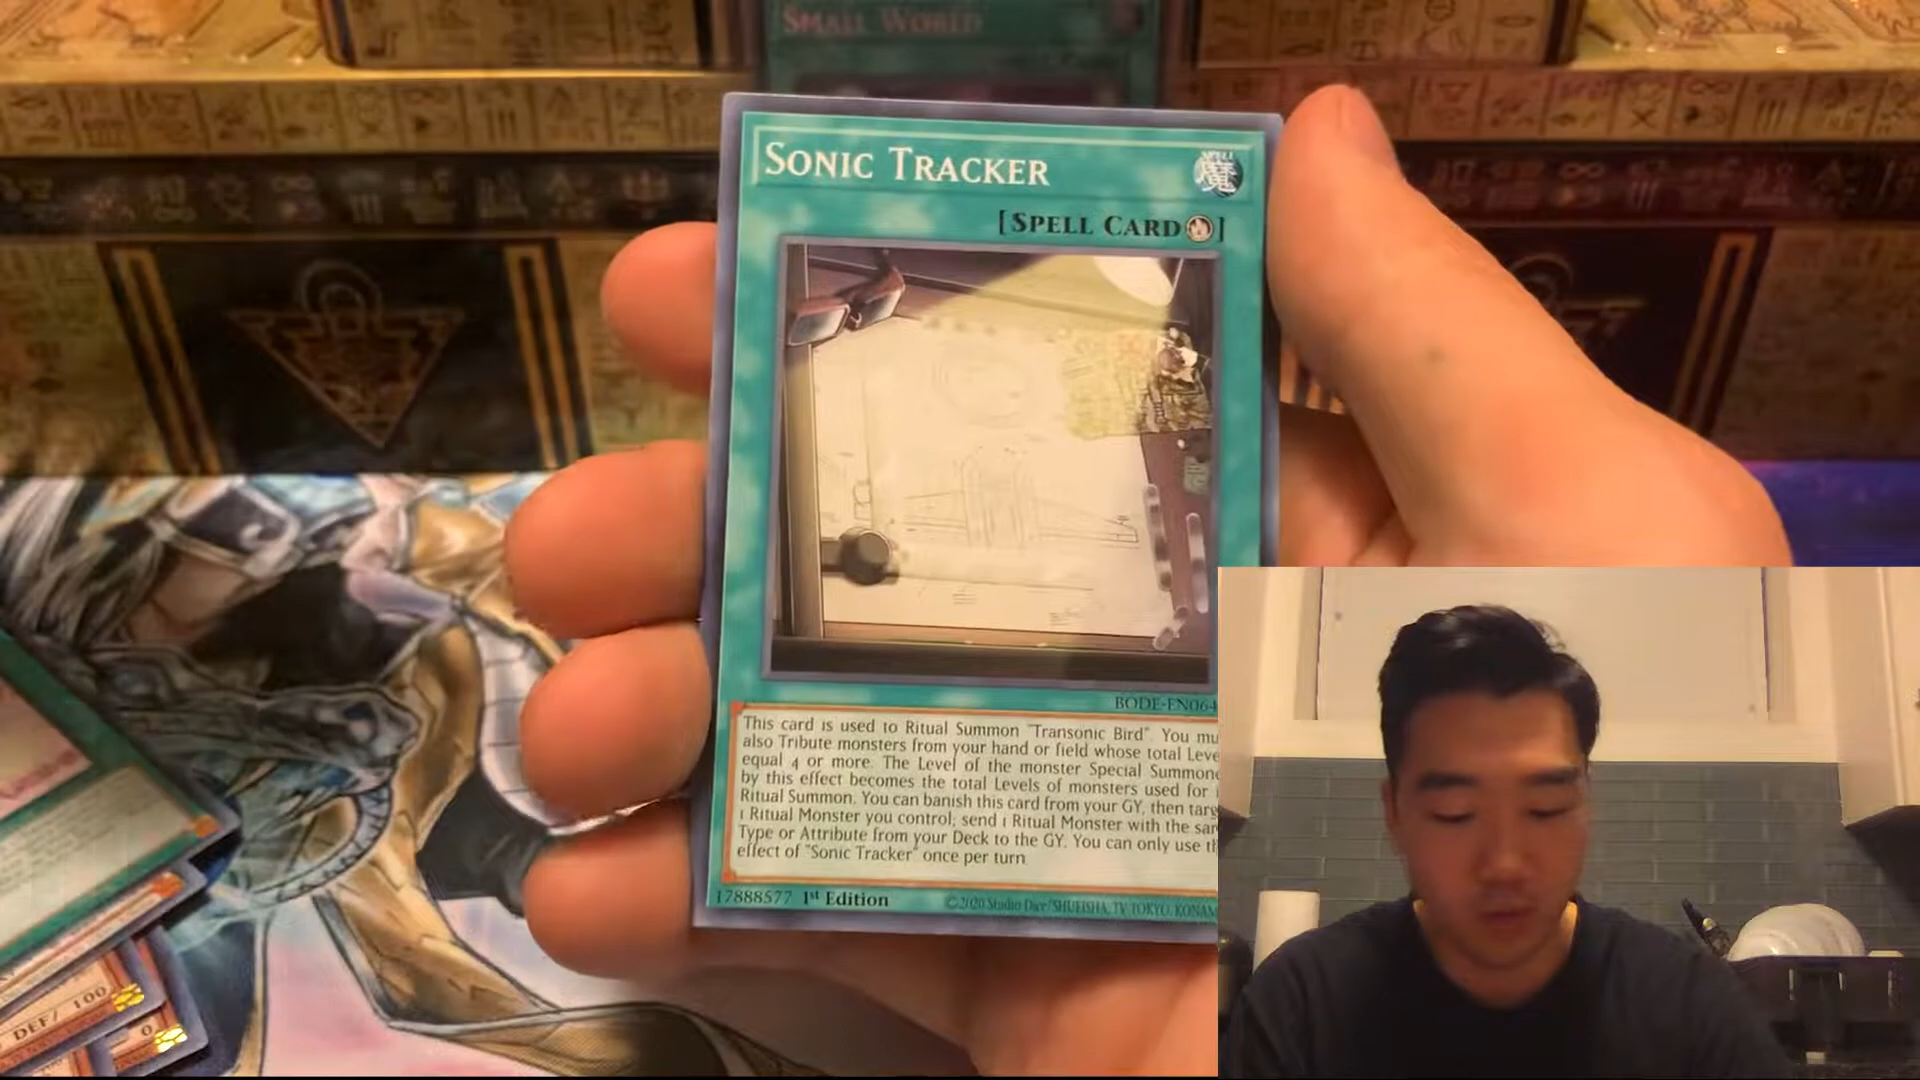 SMALL WORLD
SONIC TRACKER
SPELL
魔
[SPELL CARD]
BODE-EN064
This card is used to Ritual Summon "Transonic Bird". You mu
also Tribute monsters from your hand or field whose total Leve
equal 4 or more. The Level of the monster Special Summone
by this effect becomes the total Levels of monsters used for
Ritual Summon. You can banish this card from your GY, then targ
1 Ritual Monster you control; send 1 Ritual Monster with the sam
Type or Attribute from your Deck to the GY. You can only use th
effect of "Sonic Tracker" once per turn.
17888577 1st Edition
©2020 Studio Dice/SHUEISHA, TV TOKYO, KONAM
DEF/ 100
0